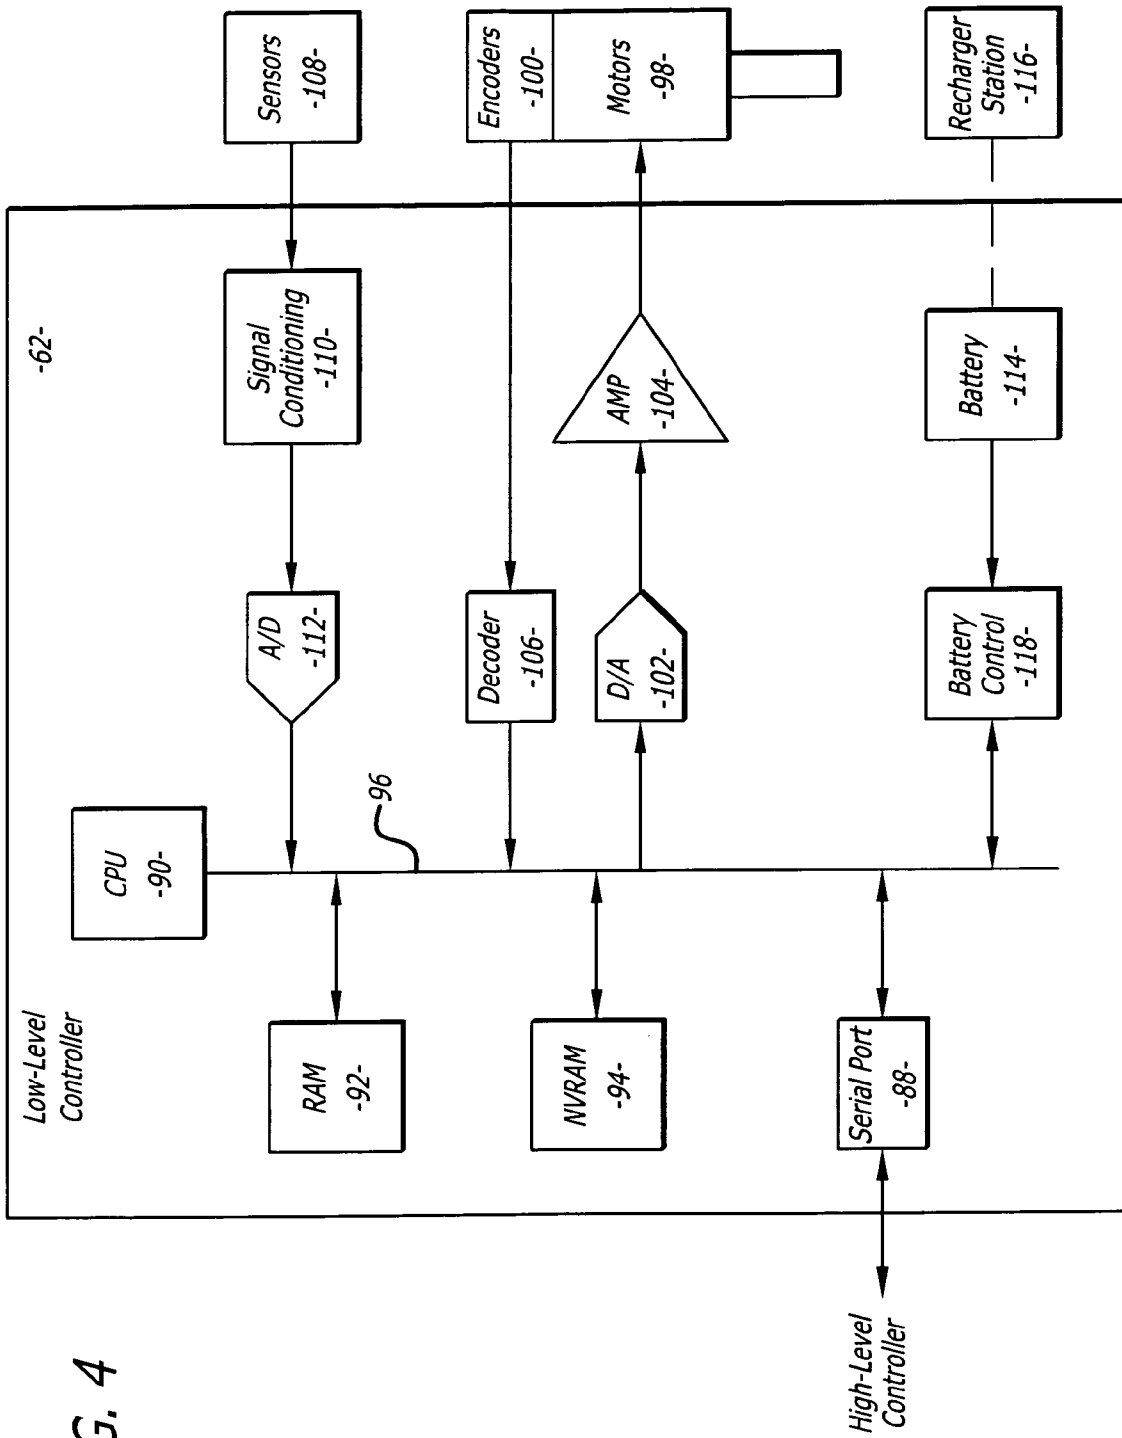 Low-Level
Controller
-62-
CPU
-90-
RAM
-92-
NVRAM
-94-
Serial Port
-88-
High-Level
Controller
96
A/D
-112-
Signal
Conditioning
-110-
Sensors
-108-
Decoder
-106-
Encoders
-100-
Motors
-98-
D/A
-102-
AMP
-104-
Battery
Control
-118-
Battery
-114-
Recharger
Station
-116-
G. 4